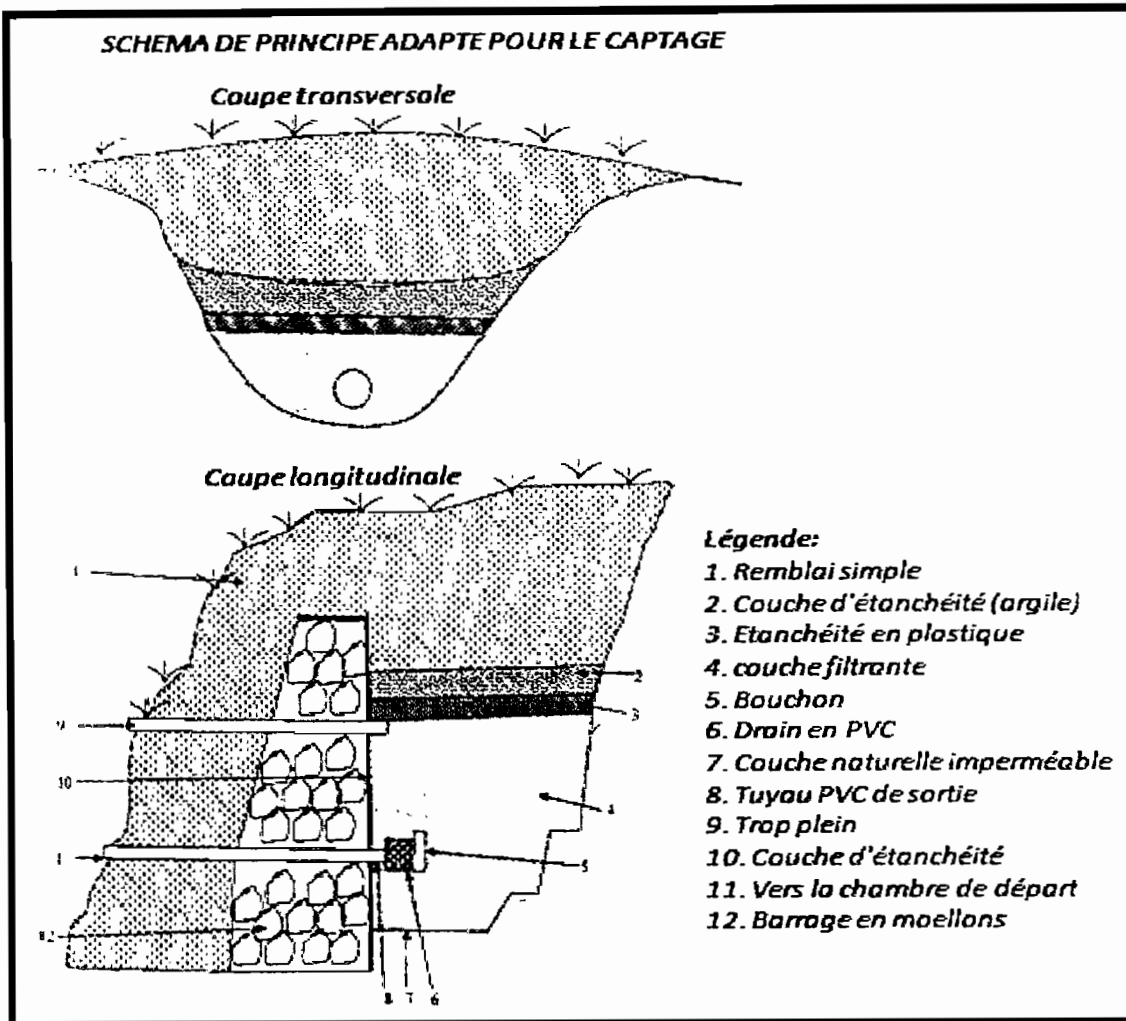 SCHEMA DE PRINCIPE ADAPTE POUR LE CAPTAGE
Coupe transversale
Coupe longitudinale
Légende:
1. Remblai simple
2. Couche d'étanchéité (argile)
3. Etanchéité en plastique
4. couche filtrante
5. Bouchon
6. Drain en PVC
7. Couche naturelle imperméable
8. Tuyau PVC de sortie
9. Trop plein
10. Couche d'étanchéité
11. Vers la chambre de départ
12. Barrage en moellons
1
2
3
9
10
4
5
12
8 7 6